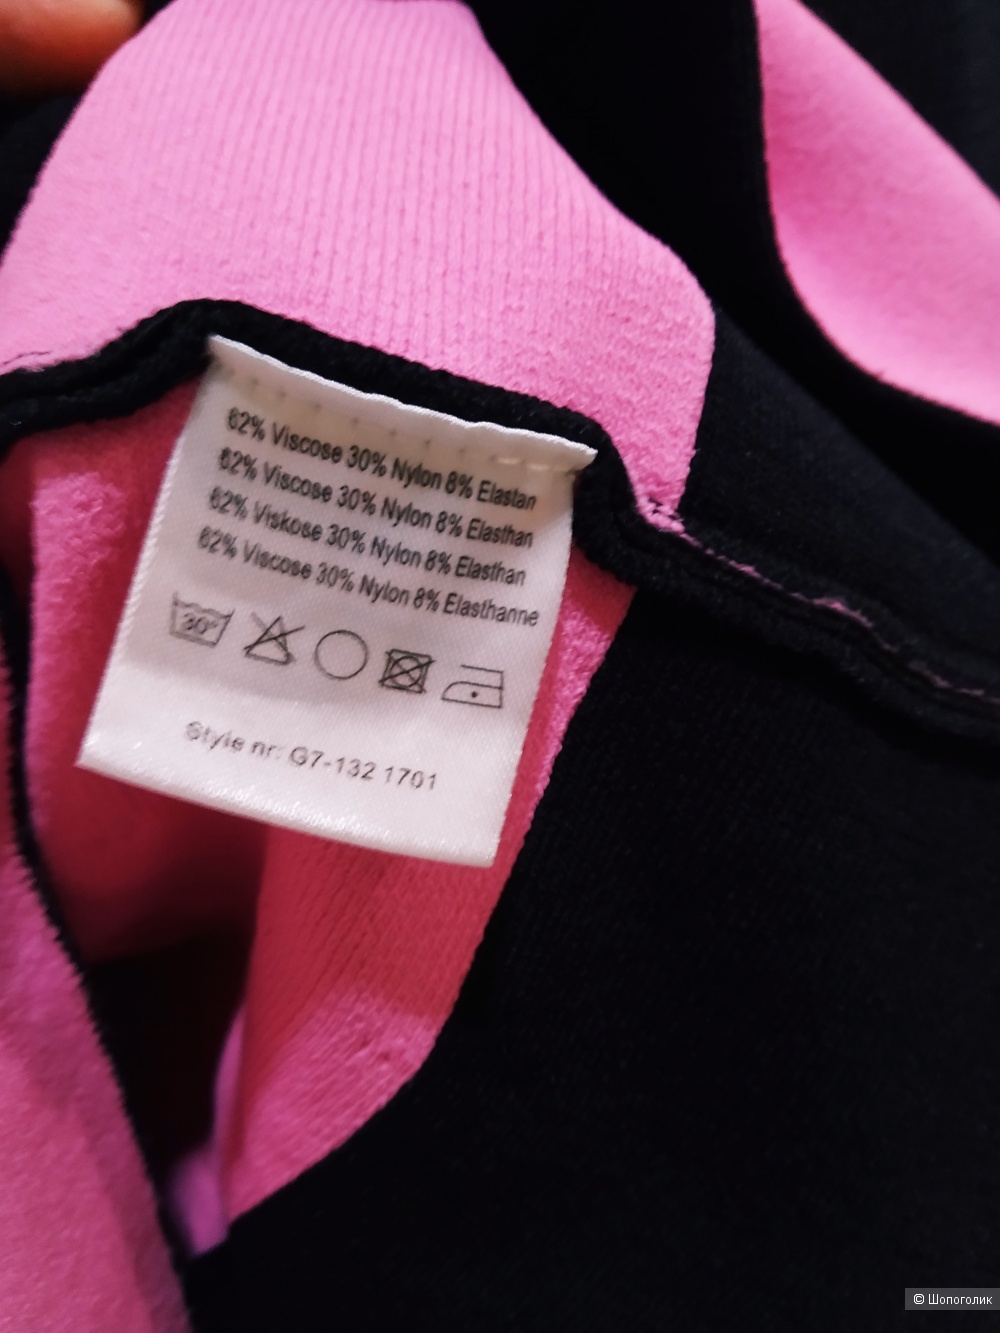 62% Viscose 30% Nylon 8% Elastan
62% Viscose 30% Nylon 8% Elasthan
62% Viskose 30% Nylon 8% Elasthan
62% Viscose 30% Nylon 8% Elasthanne
30°
Style nr: G7-132 1701
© Шопоголик